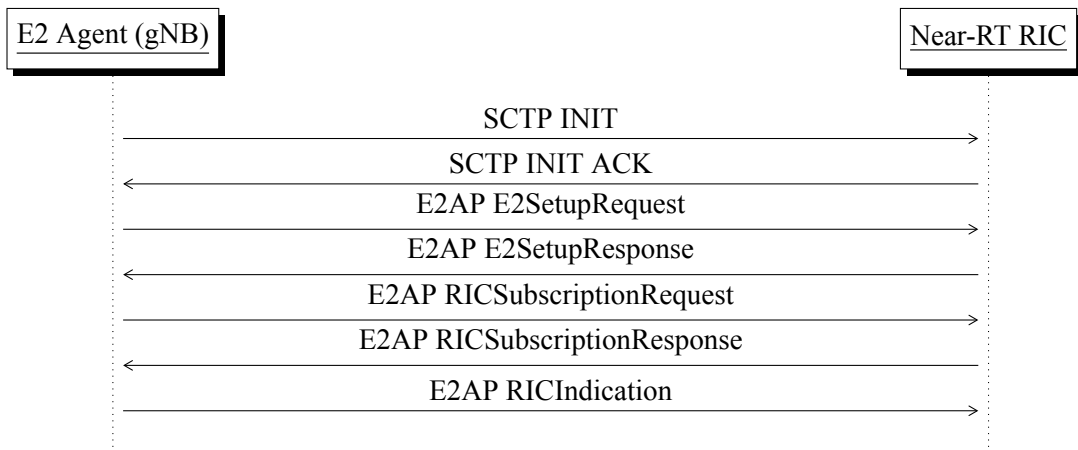 E2 Agent (gNB)
Near-RT RIC
SCTP INIT
SCTP INIT ACK
E2AP E2SetupRequest
E2AP E2SetupResponse
E2AP RICSubscriptionRequest
E2AP RICSubscriptionResponse
E2AP RICIndication